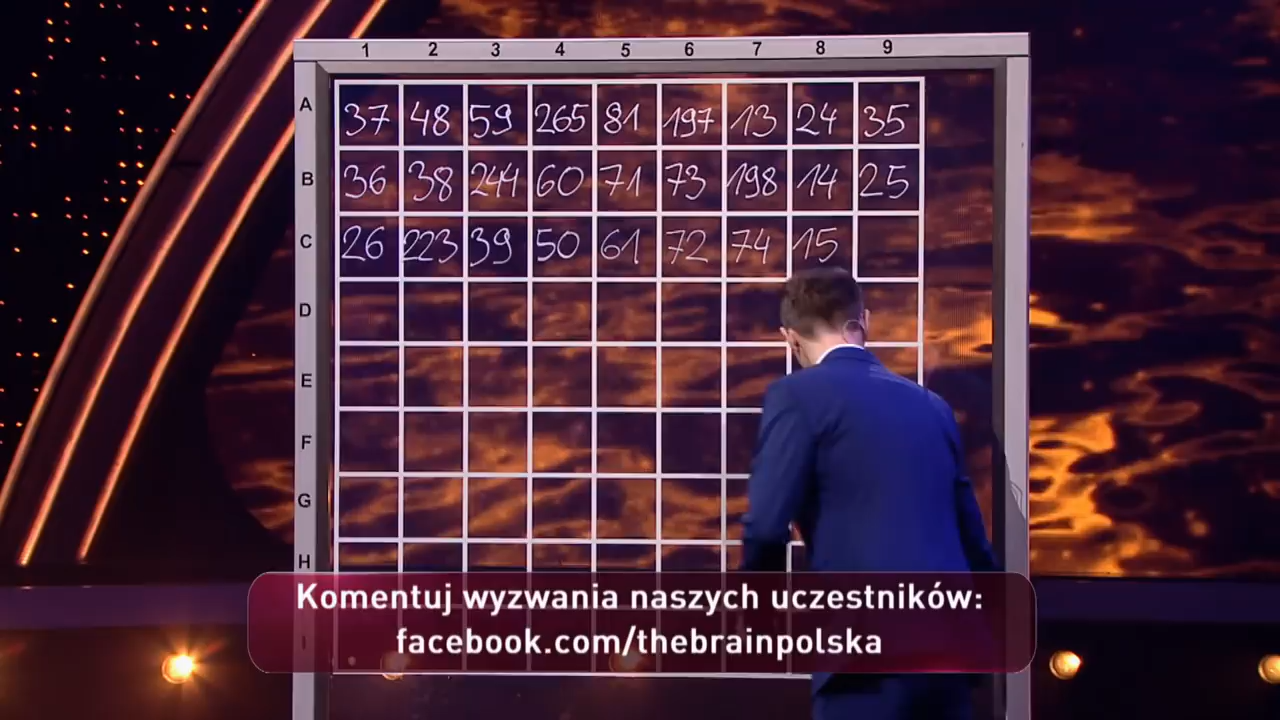 1 2 3 4 5 6 7 8 9
A 37 48 59 265 81 197 13 24 35
B 36 38 244 60 71 73 198 14 25
C 26 223 39 50 61 72 74 15
D
E
F
G
H
Komentuj wyzwania naszych uczestników:
I
facebook.com/thebrainpolska